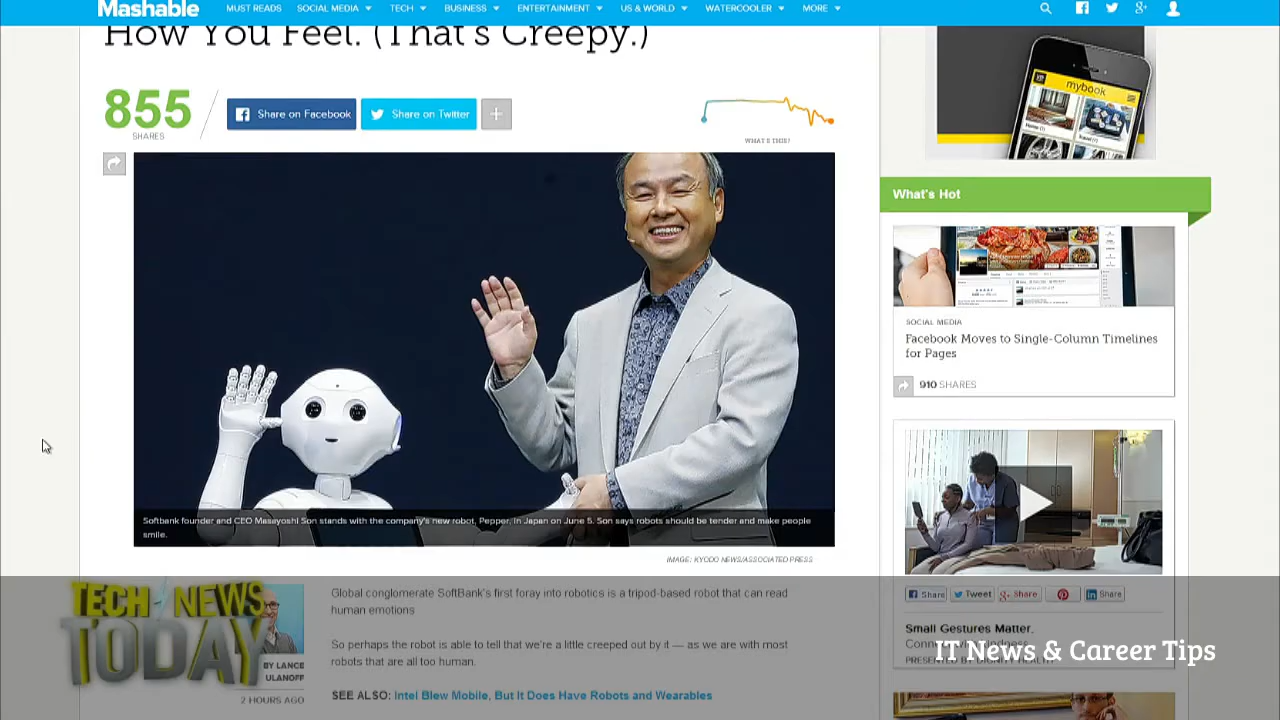 Mashable
MUST READS SOCIAL MEDIA TECH BUSINESS ENTERTAINMENT US & WORLD WATERCOOLER MORE
How You Feel. (That's Creepy.)
855
SHARES
Share on Facebook
Share on Twitter
WHAT'S THIS?
mybook
What's Hot
SOCIAL MEDIA
Facebook Moves to Single-Column Timelines
for Pages
910 SHARES
Softbank founder and CEO Masayoshi Son stands with the company's new robot, Pepper, in Japan on June 5. Son says robots should be tender and make people
smile.
IMAGE: KYODO NEWS/ASSOCIATED PRESS
TECH NEWS
TODAY
BY LANCE
ULANOFF
2 HOURS AGO
Global conglomerate SoftBank's first foray into robotics is a tripod-based robot that can read
human emotions
So perhaps the robot is able to tell that we're a little creeped out by it — as we are with most
robots that are all too human.
SEE ALSO: Intel Blew Mobile, But It Does Have Robots and Wearables
Share Tweet Share Share
Small Gestures Matter.
PRESENTED BY DIGNITY HEALTH
IT News & Career Tips